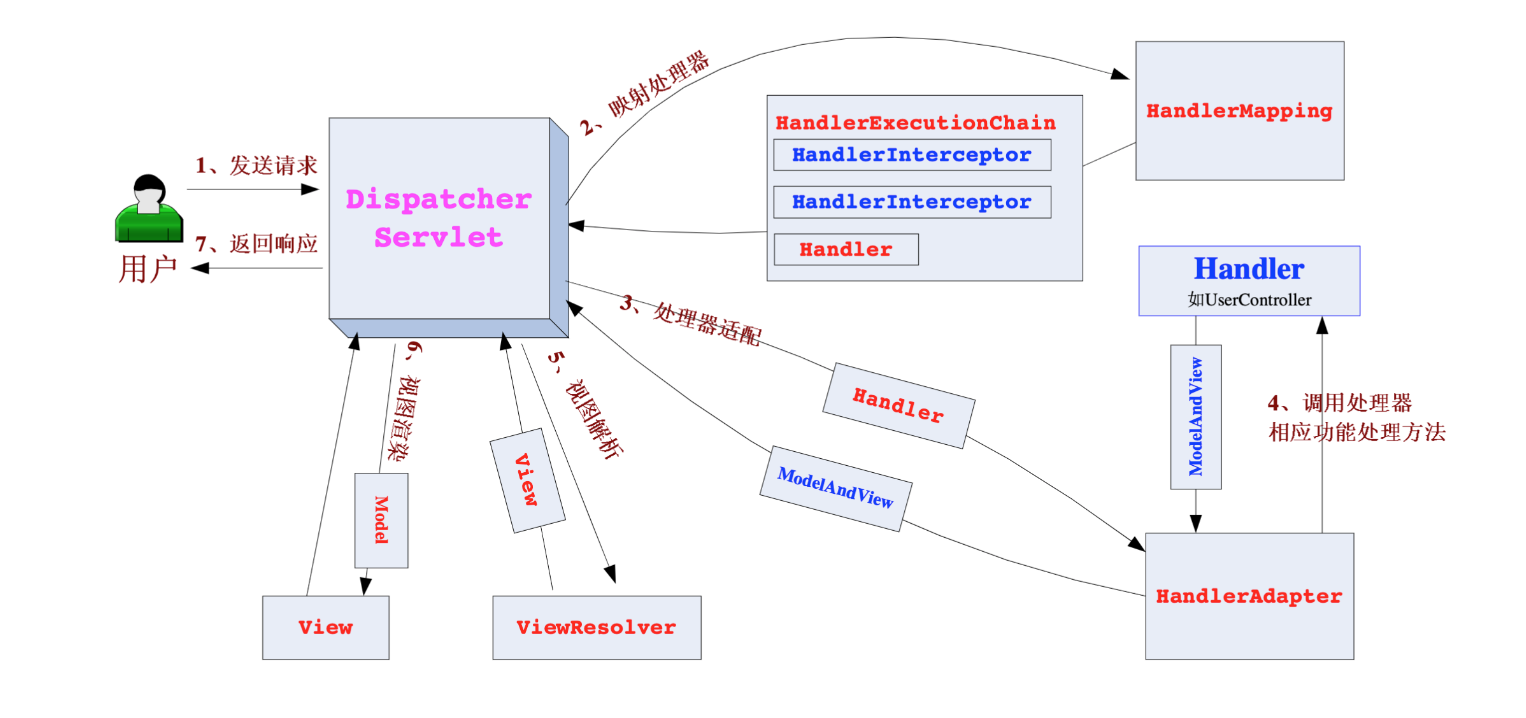 1、发送请求
7、返回响应
用户
Dispatcher
Servlet
2、映射处理器
HandlerExecutionChain
HandlerInterceptor
HandlerInterceptor
Handler
HandlerMapping
3、处理器适配
Handler
ModelAndView
Handler
如UserController
ModelAndView
4、调用处理器
相应功能处理方法
HandlerAdapter
5、视图解析
View
ViewResolver
6、视图渲染
Model
View